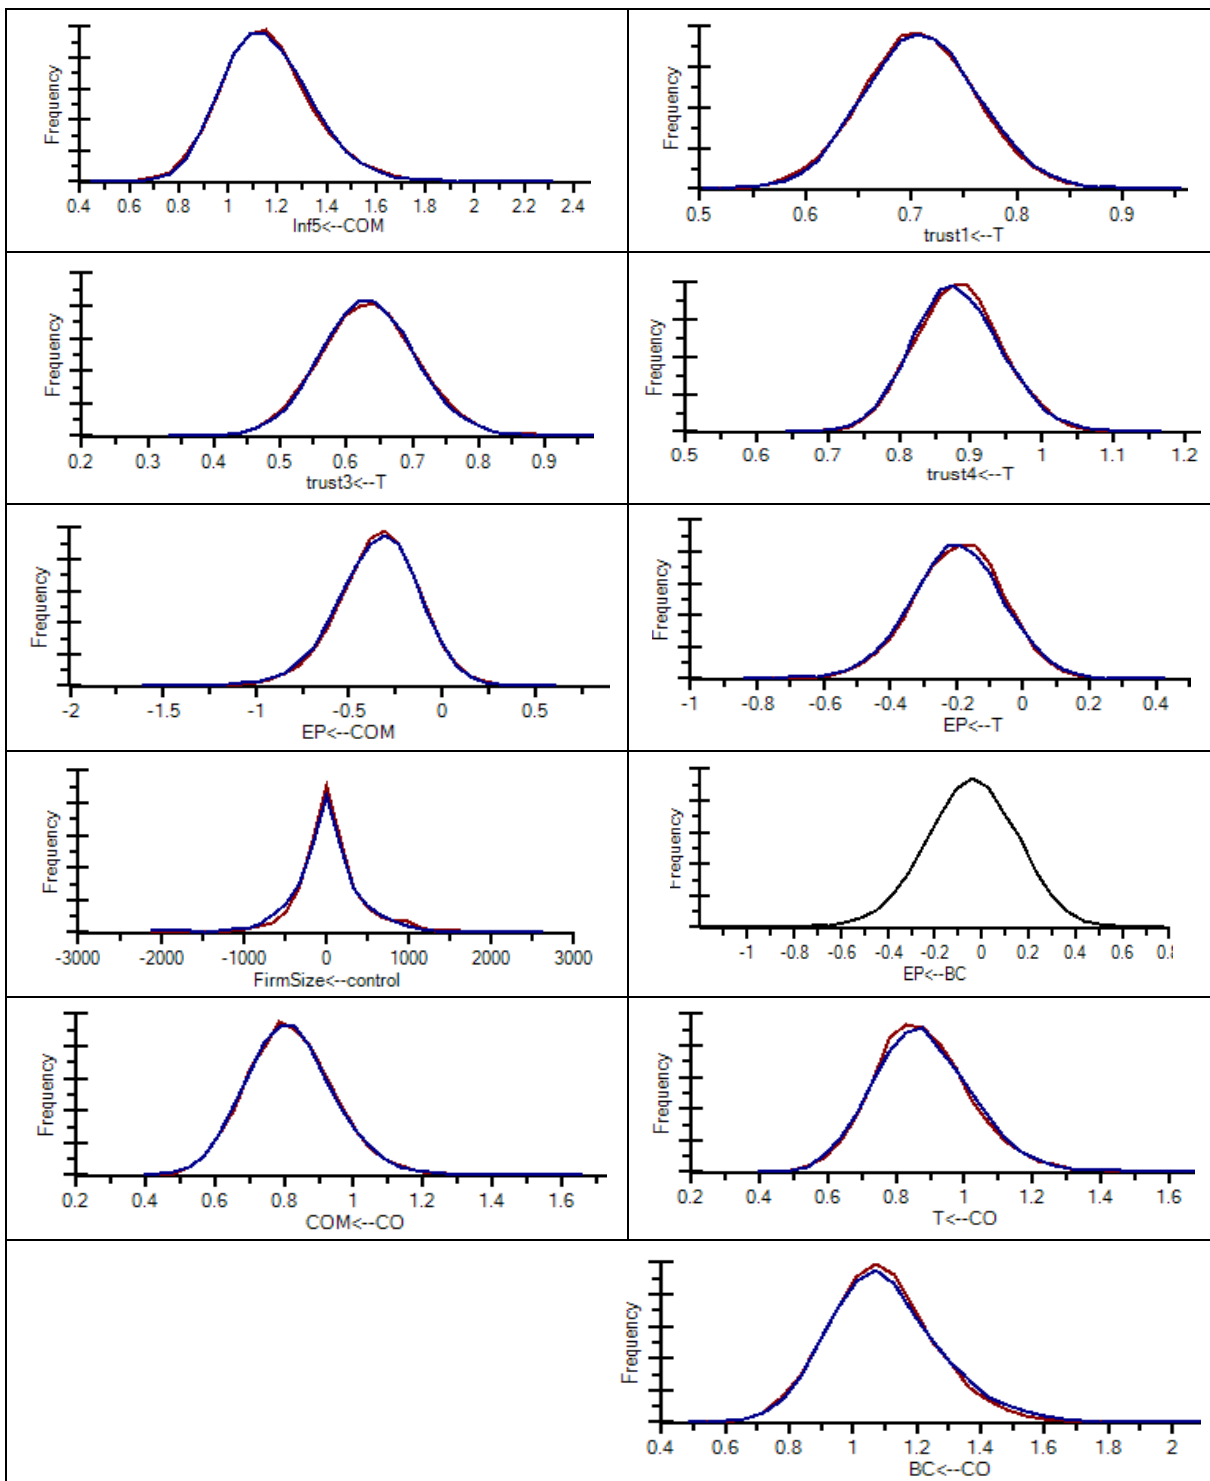 Frequency
0.4 0.6 0.8 1 1.2 1.4 1.6 1.8 2 2.2 2.4
Inf5<--COM
Frequency
0.5 0.6 0.7 0.8 0.9
trust1<--T
Frequency
0.2 0.3 0.4 0.5 0.6 0.7 0.8 0.9
trust3<--T
Frequency
0.5 0.6 0.7 0.8 0.9 1 1.1 1.2
trust4<--T
Frequency
-2 -1.5 -1 -0.5 0 0.5
EP<--COM
Frequency
-1 -0.8 -0.6 -0.4 -0.2 0 0.2 0.4
EP<--T
Frequency
-3000 -2000 -1000 0 1000 2000 3000
FirmSize<--control
Frequency
-1 -0.8 -0.6 -0.4 -0.2 0 0.2 0.4 0.6
EP<--BC
Frequency
0.2 0.4 0.6 0.8 1 1.2 1.4 1.6
COM<--CO
Frequency
0.2 0.4 0.6 0.8 1 1.2 1.4 1.6
T<--CO
Frequency
0.4 0.6 0.8 1 1.2 1.4 1.6 1.8 2
BC<--CO